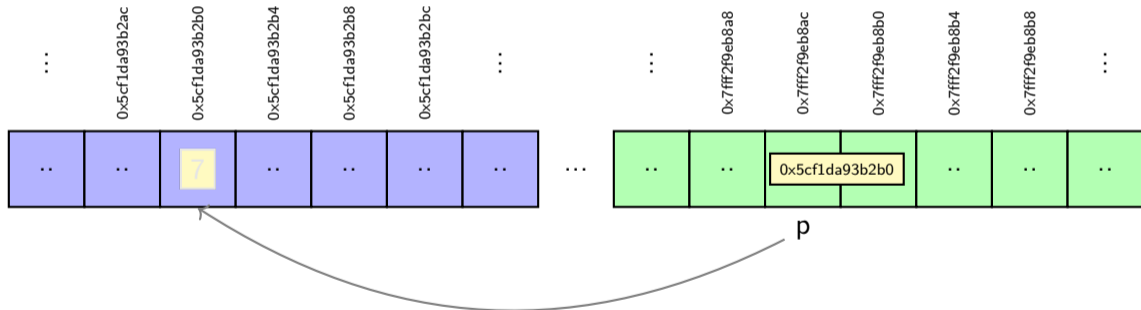 ⋮ 0x5cf1da93b2ac 0x5cf1da93b2b0 0x5cf1da93b2b4 0x5cf1da93b2b8 0x5cf1da93b2bc ⋮ ⋮ 0x7fff2f9eb8a8 0x7fff2f9eb8ac 0x7fff2f9eb8b0 0x7fff2f9eb8b4 0x7fff2f9eb8b8 ⋮
.. .. 7 .. .. .. .. ... .. .. 0x5cf1da93b2b0 .. .. ..
p